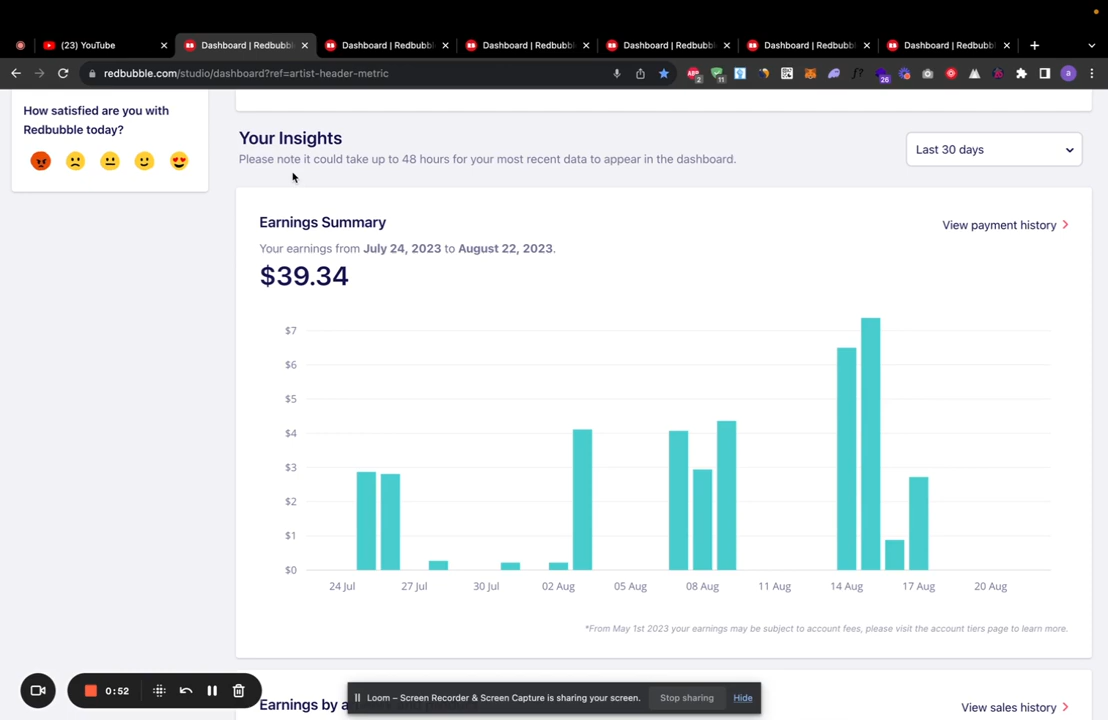 (23) YouTube
Dashboard | Redbubbl
Dashboard | Redbubbl
Dashboard | Redbubbl
Dashboard | Redbubbl
Dashboard | Redbubbl
Dashboard | Redbubbl
redbubble.com/studio/dashboard?ref=artist-header-metric
2
11
26
a
How satisfied are you with
Redbubble today?
Your Insights
Please note it could take up to 48 hours for your most recent data to appear in the dashboard.
Last 30 days
Earnings Summary
View payment history
Your earnings from July 24, 2023 to August 22, 2023.
$39.34
$7
$6
$5
$4
$3
$2
$1
$0
24 Jul
27 Jul
30 Jul
02 Aug
05 Aug
08 Aug
11 Aug
14 Aug
17 Aug
20 Aug
*From May 1st 2023 your earnings may be subject to account fees, please visit the account tiers page to learn more.
0:52
Loom – Screen Recorder & Screen Capture is sharing your screen.
Stop sharing
Hide
Earnings by a
View sales history